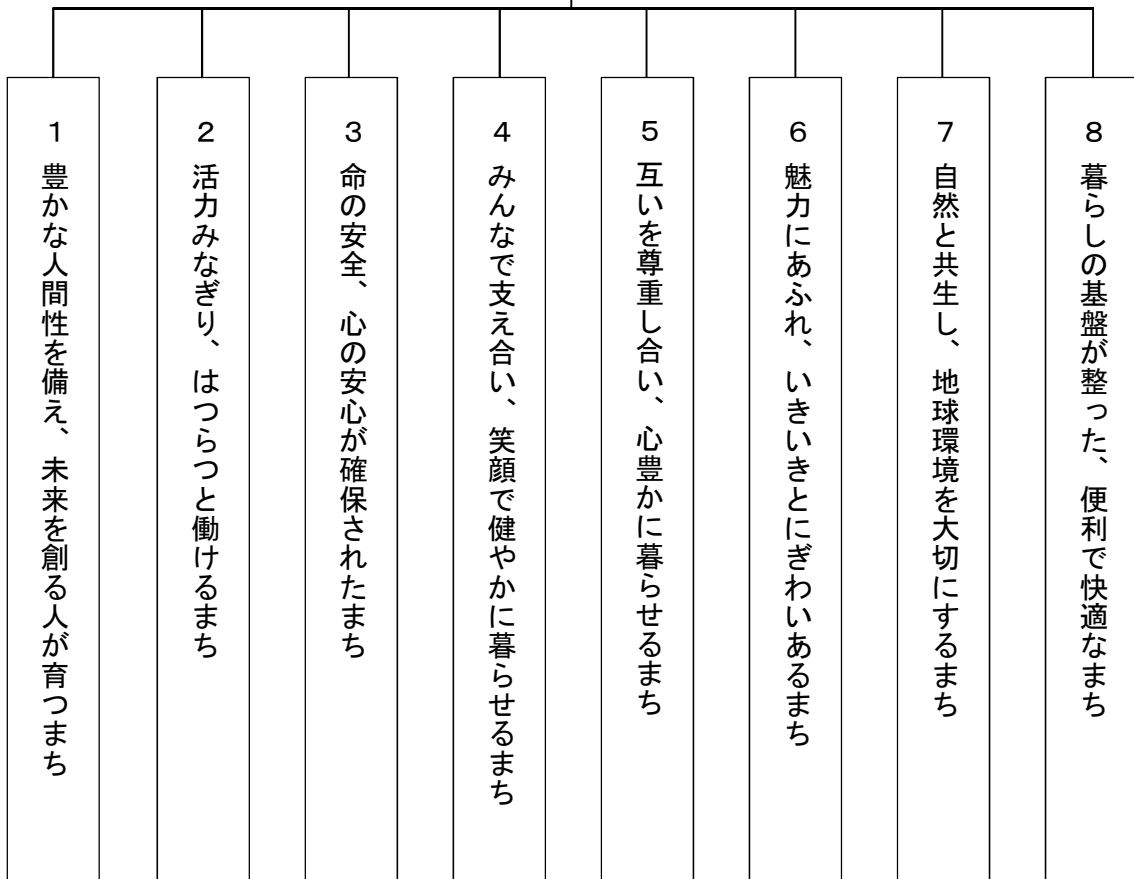 1 豊かな人間性を備え、未来を創る人が育つまち
2 活力みなぎり、はつらつと働けるまち
3 命の安全、心の安心が確保されたまち
4 みんなで支え合い、笑顔で健やかに暮らせるまち
5 互いを尊重し合い、心豊かに暮らせるまち
6 魅力にあふれ、いきいきとにぎわいあるまち
7 自然と共生し、地球環境を大切にするまち
8 暮らしの基盤が整った、便利で快適なまち